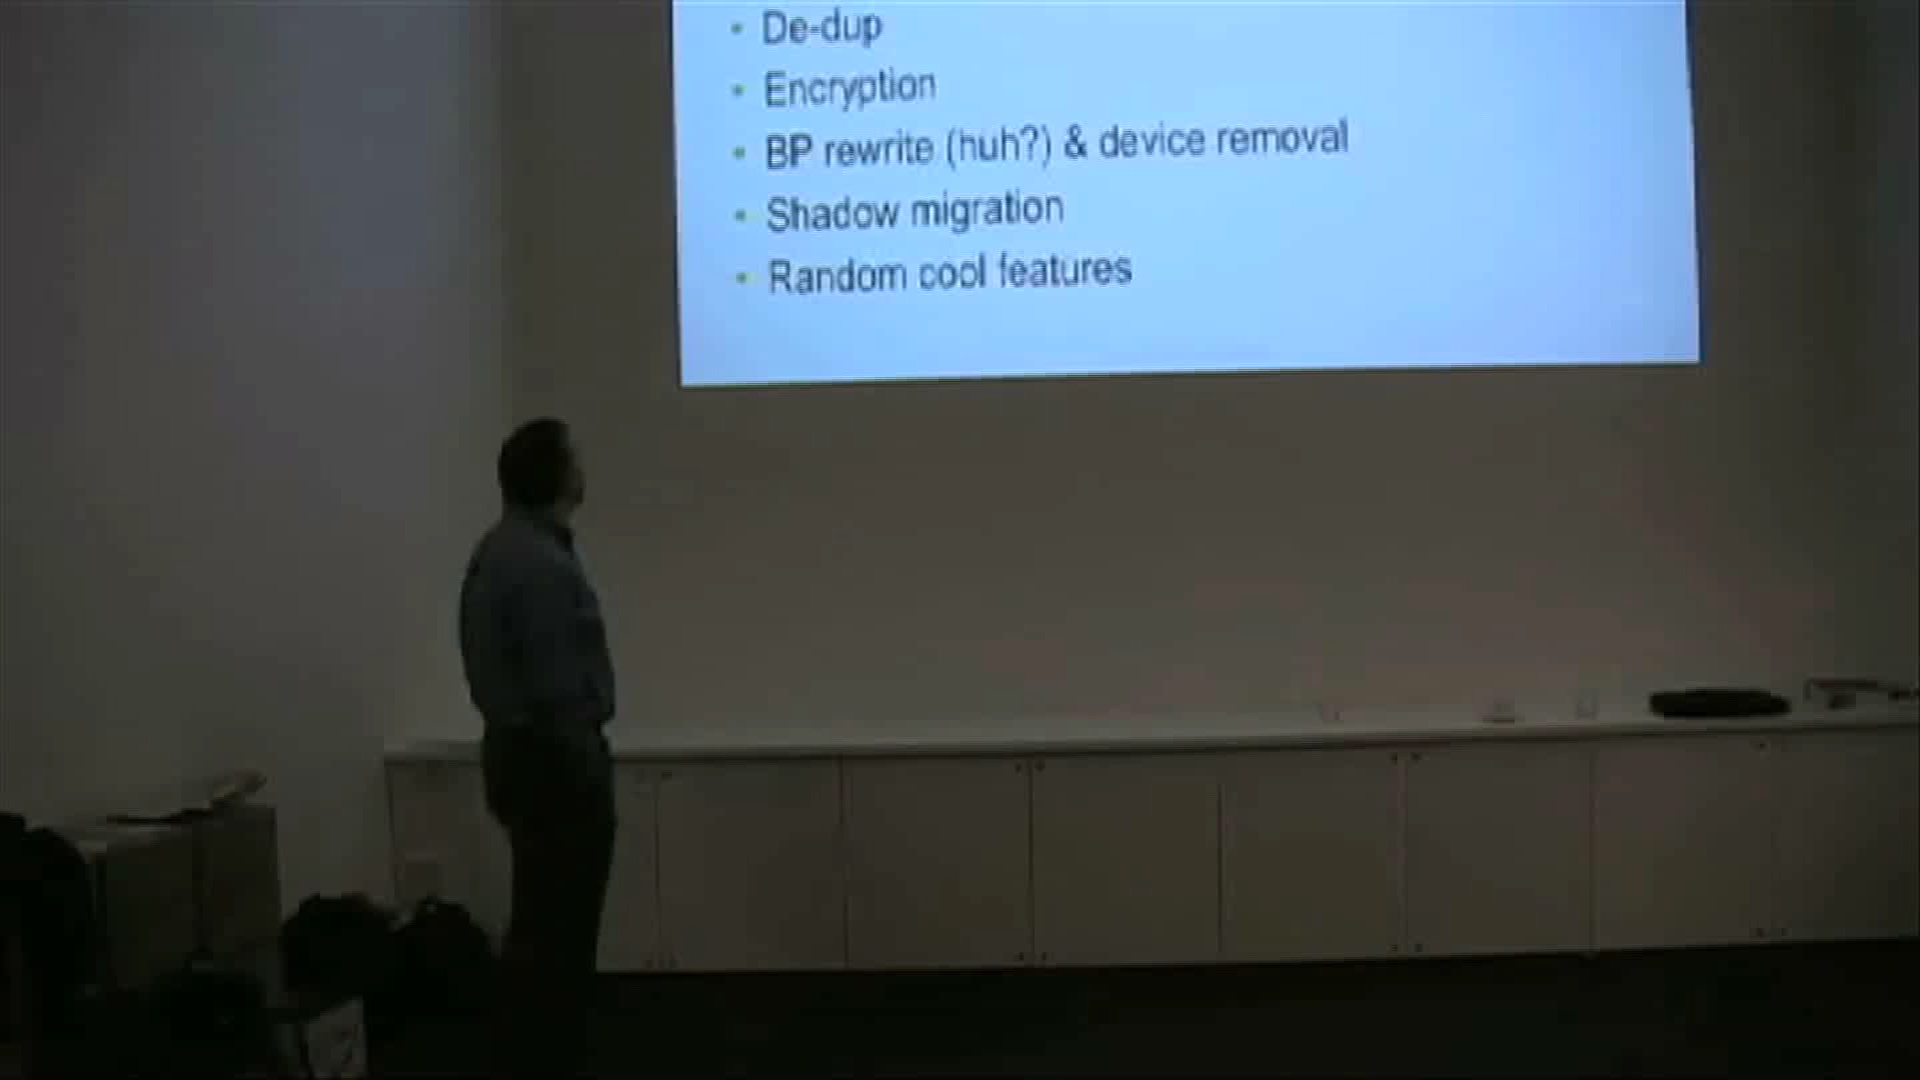 • De-dup
• Encryption
• BP rewrite (huh?) & device removal
• Shadow migration
• Random cool features